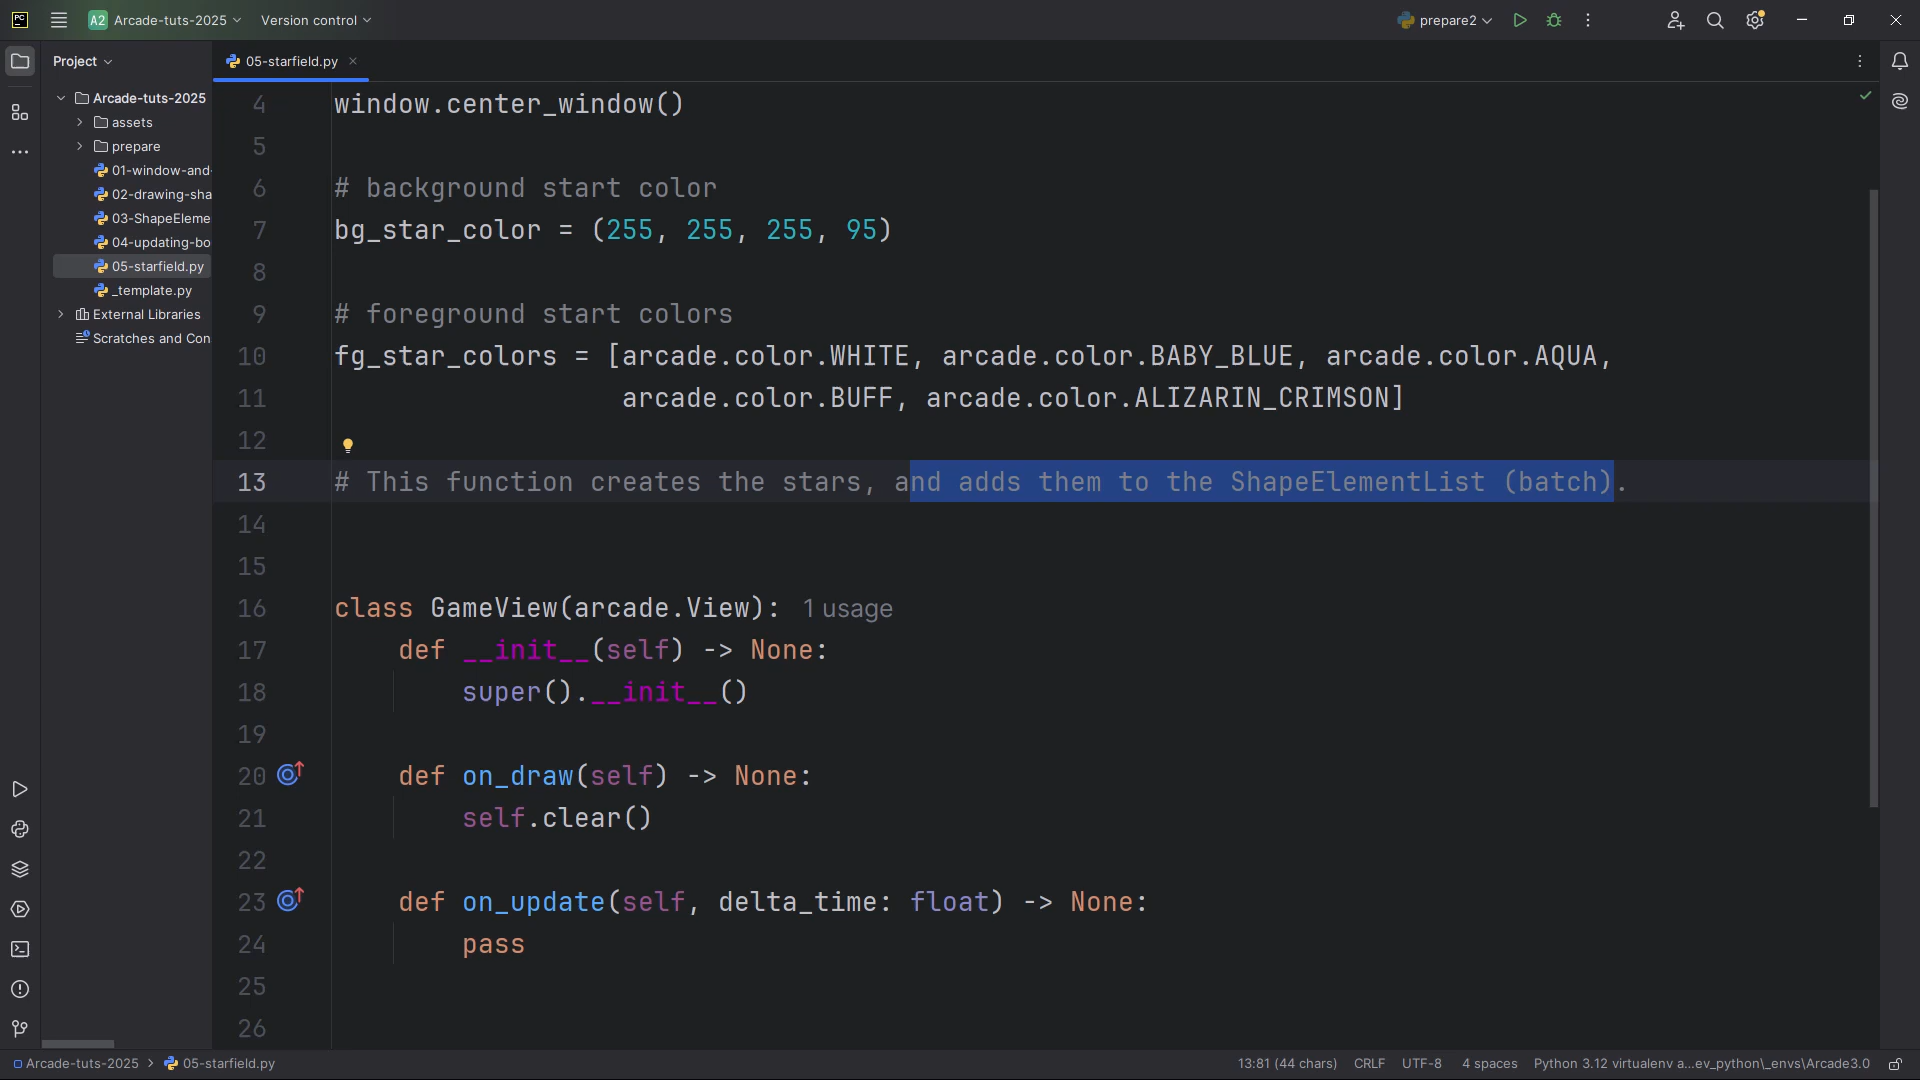 PC
A2 Arcade-tuts-2025
Version control
prepare2
Project
05-starfield.py
Arcade-tuts-2025
assets
prepare
01-window-and-
02-drawing-sha
03-ShapeEleme
04-updating-bo
05-starfield.py
_template.py
External Libraries
Scratches and Con
4 window.center_window()
5
6 # background start color
7 bg_star_color = (255, 255, 255, 95)
8
9 # foreground start colors
10 fg_star_colors = [arcade.color.WHITE, arcade.color.BABY_BLUE, arcade.color.AQUA,
11 arcade.color.BUFF, arcade.color.ALIZARIN_CRIMSON]
12
13 # This function creates the stars, and adds them to the ShapeElementList (batch).
14
15
16 class GameView(arcade.View): 1 usage
17 def __init__(self) -> None:
18 super().__init__()
19
20 def on_draw(self) -> None:
21 self.clear()
22
23 def on_update(self, delta_time: float) -> None:
24 pass
25
26
Arcade-tuts-2025 > 05-starfield.py
13:81 (44 chars) CRLF UTF-8 4 spaces Python 3.12 virtualenv a...ev_python\_envs\Arcade3.0